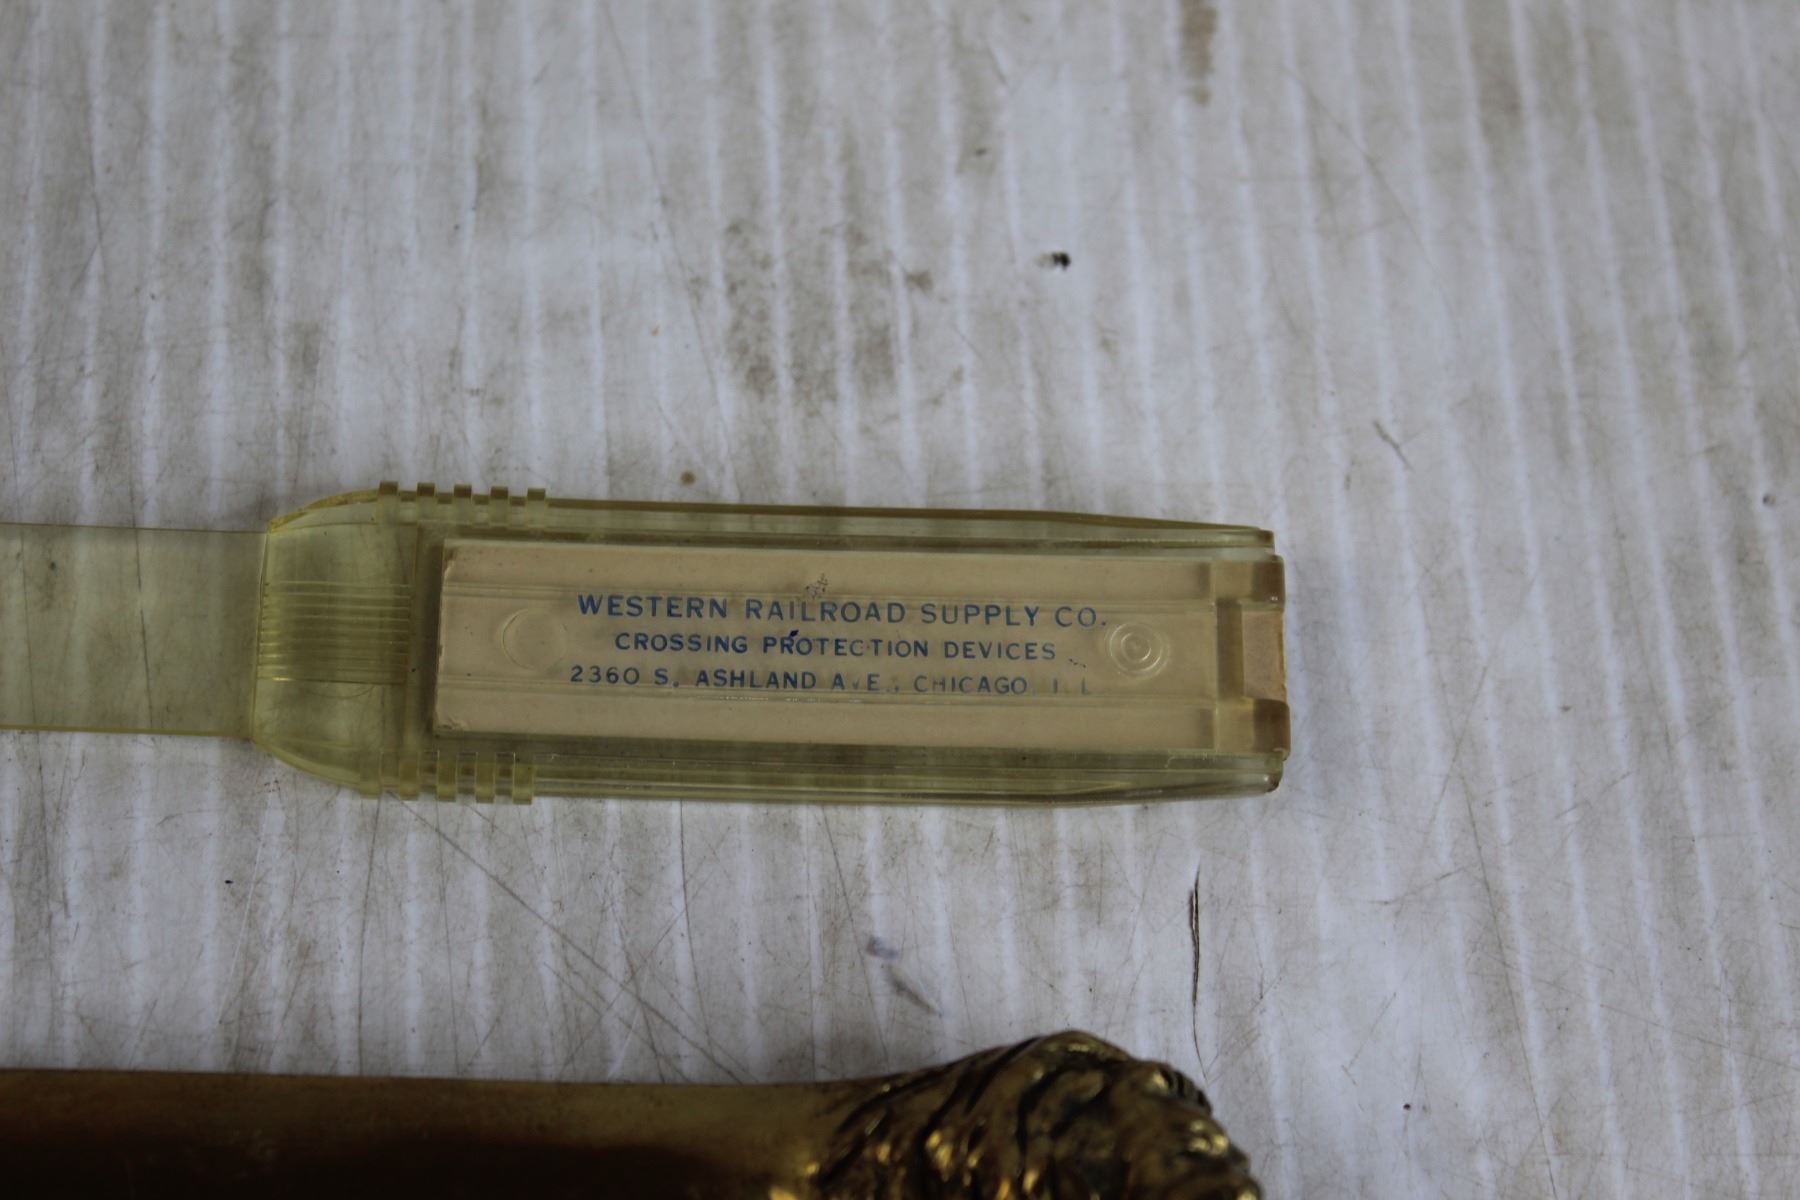 WESTERN RAILROAD SUPPLY CO.
CROSSING PROTECTION DEVICES
2360 S. ASHLAND AVE., CHICAGO, ILL